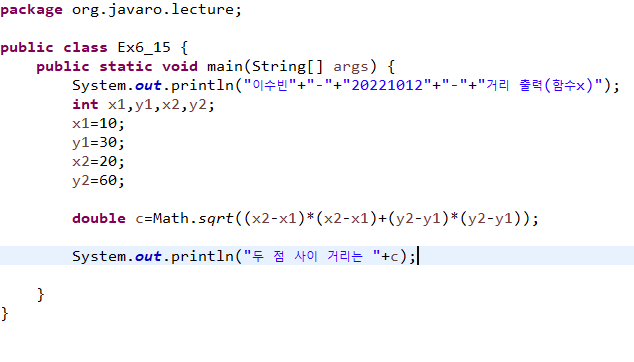 package org.javaro.lecture;
public class Ex6_15 {
public static void main(String[] args) {
System.out.println("이수빈"+"-"+"20221012"+"-"+"거리 출력(함수x)");
int x1,y1,x2,y2;
x1=10;
y1=30;
x2=20;
y2=60;
double c=Math.sqrt((x2-x1)*(x2-x1)+(y2-y1)*(y2-y1));
System.out.println("두 점 사이 거리는 "+c);
}
}